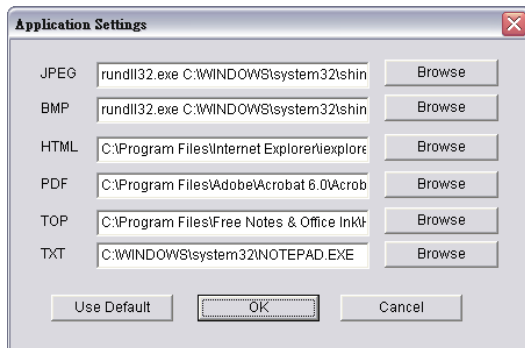 Application Settings
JPEG rundll32.exe C:\WINDOWS\system32\shin Browse
BMP rundll32.exe C:\WINDOWS\system32\shin Browse
HTML C:\Program Files\Internet Explorer\iexplore Browse
PDF C:\Program Files\Adobe\Acrobat 6.0\Acrob Browse
TOP C:\Program Files\Free Notes & Office Ink\H Browse
TXT C:\WINDOWS\system32\NOTEPAD.EXE Browse
Use Default OK Cancel